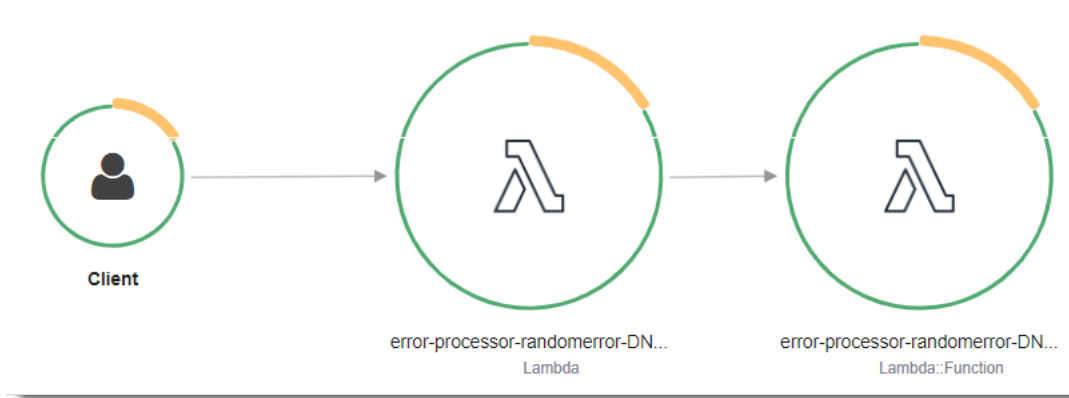 Client
error-processor-randomerror-DN...
Lambda
error-processor-randomerror-DN...
Lambda::Function